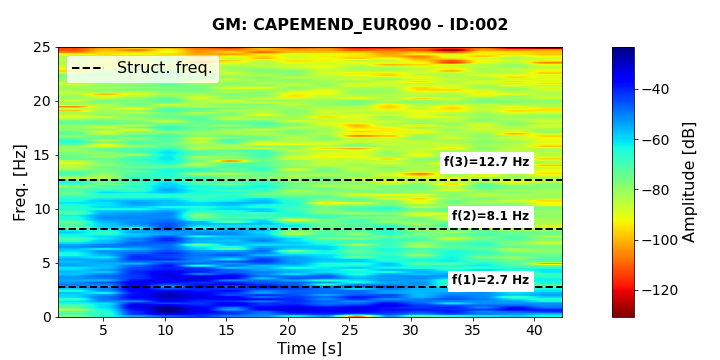 GM: CAPEMEND_EUR090 - ID:002
Freq. [Hz]
25
20
15
10
5
0
Struct. freq.
f(3)=12.7 Hz
f(2)=8.1 Hz
f(1)=2.7 Hz
5 10 15 20 25 30 35 40
Time [s]
−40
−60
−80
−100
−120
Amplitude [dB]